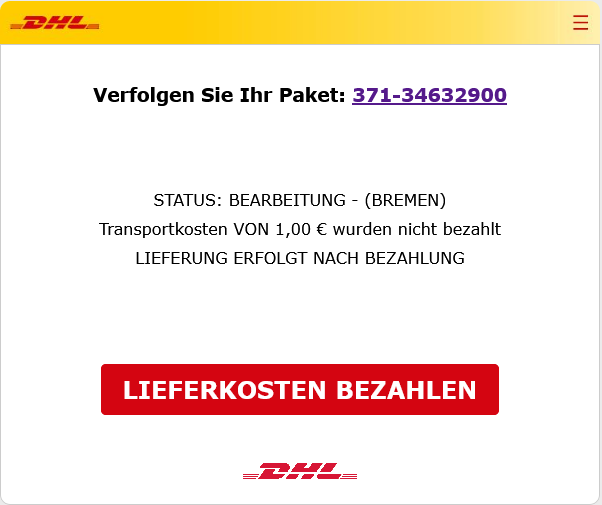 DHL
Verfolgen Sie Ihr Paket: 371-34632900
STATUS: BEARBEITUNG - (BREMEN)
Transportkosten VON 1,00 € wurden nicht bezahlt
LIEFERUNG ERFOLGT NACH BEZAHLUNG
LIEFERKOSTEN BEZAHLEN
DHL